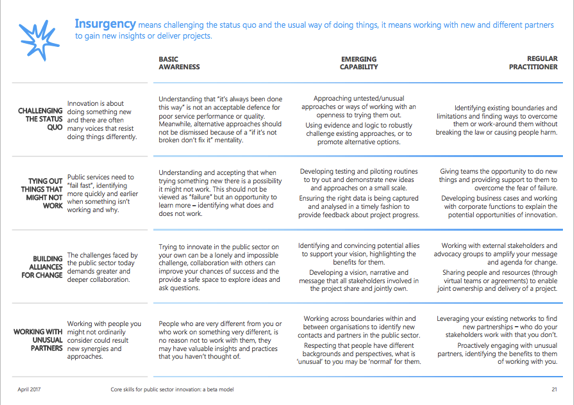 Insurgency means challenging the status quo and the usual way of doing things, it means working with new and different partners
to gain new insights or deliver projects.
BASIC
AWARENESS
EMERGING
CAPABILITY
REGULAR
PRACTITIONER
CHALLENGING
THE STATUS
QUO
Innovation is about
doing something new
and there are often
many voices that resist
doing things differently.
Understanding that "it's always been done
this way" is not an acceptable defence for
poor service performance or quality.
Meanwhile, alternative approaches should
not be dismissed because of a "if it's not
broken don't fix it" mentality.
Approaching untested/unusual
approaches or ways of working with an
openness to trying them out.
Using evidence and logic to robustly
challenge existing approaches, or to
promote alternative options.
Identifying existing boundaries and
limitations and finding ways to overcome
them or work-around them without
breaking the law or causing people harm.
TYING OUT
THINGS THAT
MIGHT NOT
WORK
Public services need to
"fail fast", identifying
more quickly and earlier
when something isn't
working and why.
Understanding and accepting that when
trying something new there is a possibility
it might not work. This should not be
viewed as "failure" but an opportunity to
learn more – identifying what does and
does not work.
Developing testing and piloting routines
to try out and demonstrate new ideas
and approaches on a small scale.
Ensuring the right data is being captured
and analysed in a timely fashion to
provide feedback about project progress.
Giving teams the opportunity to do new
things and providing support to them to
overcome the fear of failure.
Developing business cases and working
with corporate functions to explain the
potential opportunities of innovation.
BUILDING
ALLIANCES
FOR CHANGE
The challenges faced by
the public sector today
demands greater and
deeper collaboration.
Trying to innovate in the public sector on
your own can be a lonely and impossible
challenge, collaboration with others can
improve your chances of success and the
provide a safe space to explore ideas and
ask questions.
Identifying and convincing potential allies
to support your vision, highlighting the
benefits for them.
Developing a vision, narrative and
message that all stakeholders involved in
the project share and jointly own.
Working with external stakeholders and
advocacy groups to amplify your message
and agenda for change.
Sharing people and resources (through
virtual teams or agreements) to enable
joint ownership and delivery of a project.
WORKING WITH
UNUSUAL
PARTNERS
Working with people you
might not ordinarily
consider could result
new synergies and
approaches.
People who are very different from you or
who work on something very different, is
no reason not to work with them, they
may have valuable insights and practices
that you haven't thought of.
Working across boundaries within and
between organisations to identify new
contacts and partners in the public sector.
Respecting that people have different
backgrounds and perspectives, what is
'unusual' to you may be 'normal' for them.
Leveraging your existing networks to find
new partnerships – who do your
stakeholders work with that you don't.
Proactively engaging with unusual
partners, identifying the benefits to them
of working with you.
April 2017
Core skills for public sector innovation: a beta model
21